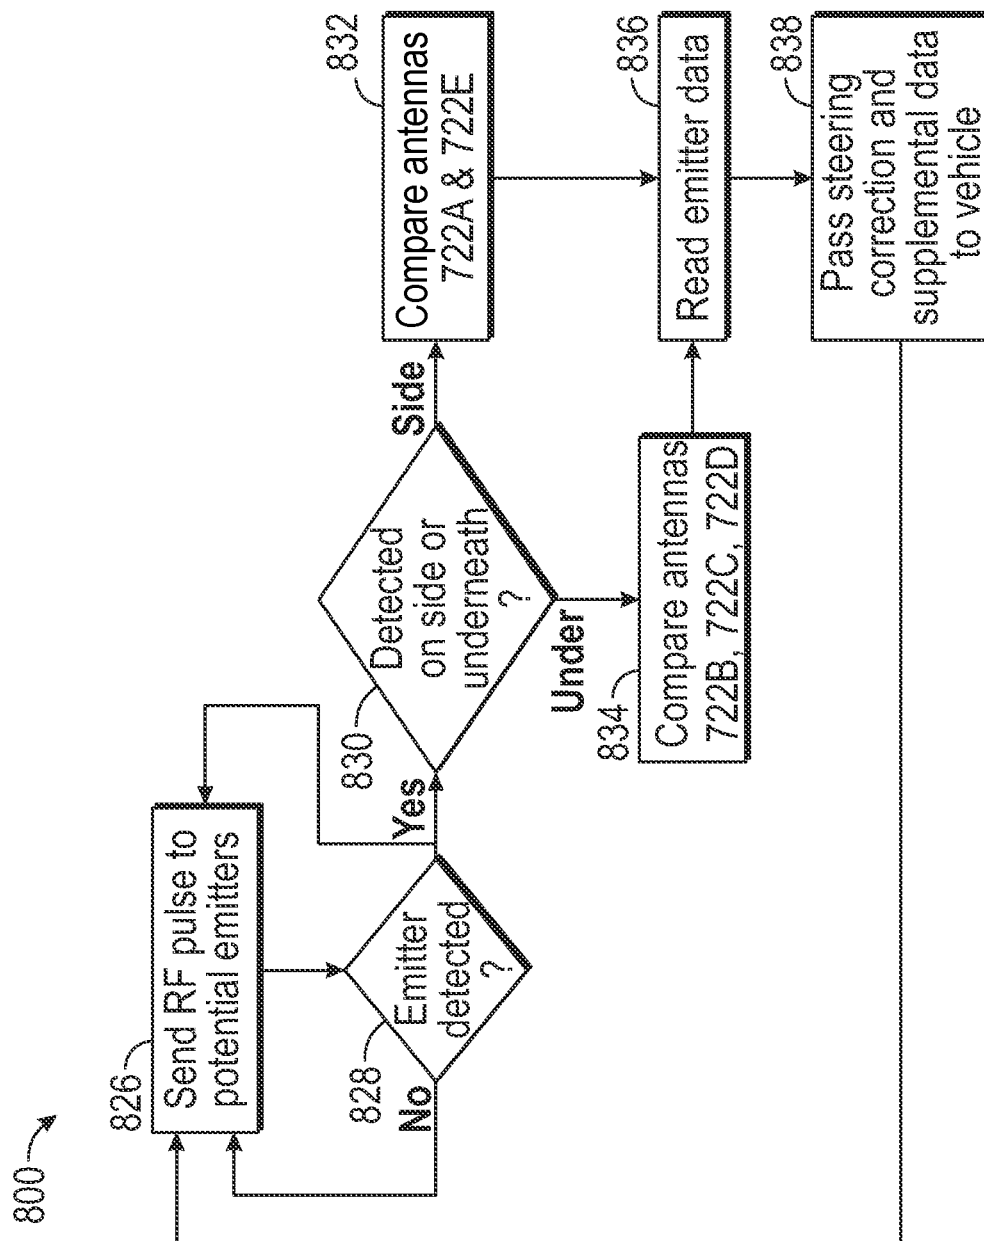 800
826
Send RF pulse to
potential emitters
828
Emitter
detected
?
No
Yes
830
Detected
on side or
underneath
?
Side
Under
832
Compare antennas
722A & 722E
834
Compare antennas
722B, 722C, 722D
836
Read emitter data
838
Pass steering
correction and
supplemental data
to vehicle